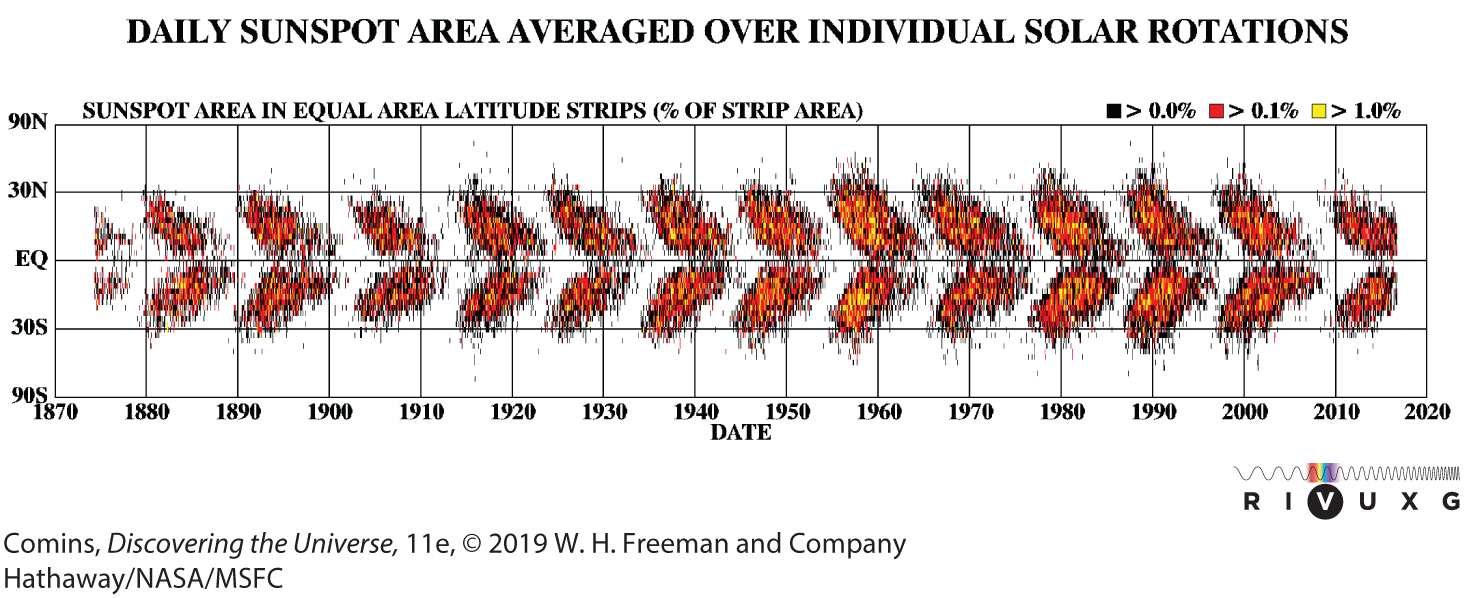 DAILY SUNSPOT AREA AVERAGED OVER INDIVIDUAL SOLAR ROTATIONS
SUNSPOT AREA IN EQUAL AREA LATITUDE STRIPS (% OF STRIP AREA) > 0.0% > 0.1% > 1.0%
90N
30N
EQ
30S
90S
1870 1880 1890 1900 1910 1920 1930 1940 1950 1960 1970 1980 1990 2000 2010 2020
DATE
R I V U X G
Comins, Discovering the Universe, 11e, © 2019 W. H. Freeman and Company
Hathaway/NASA/MSFC